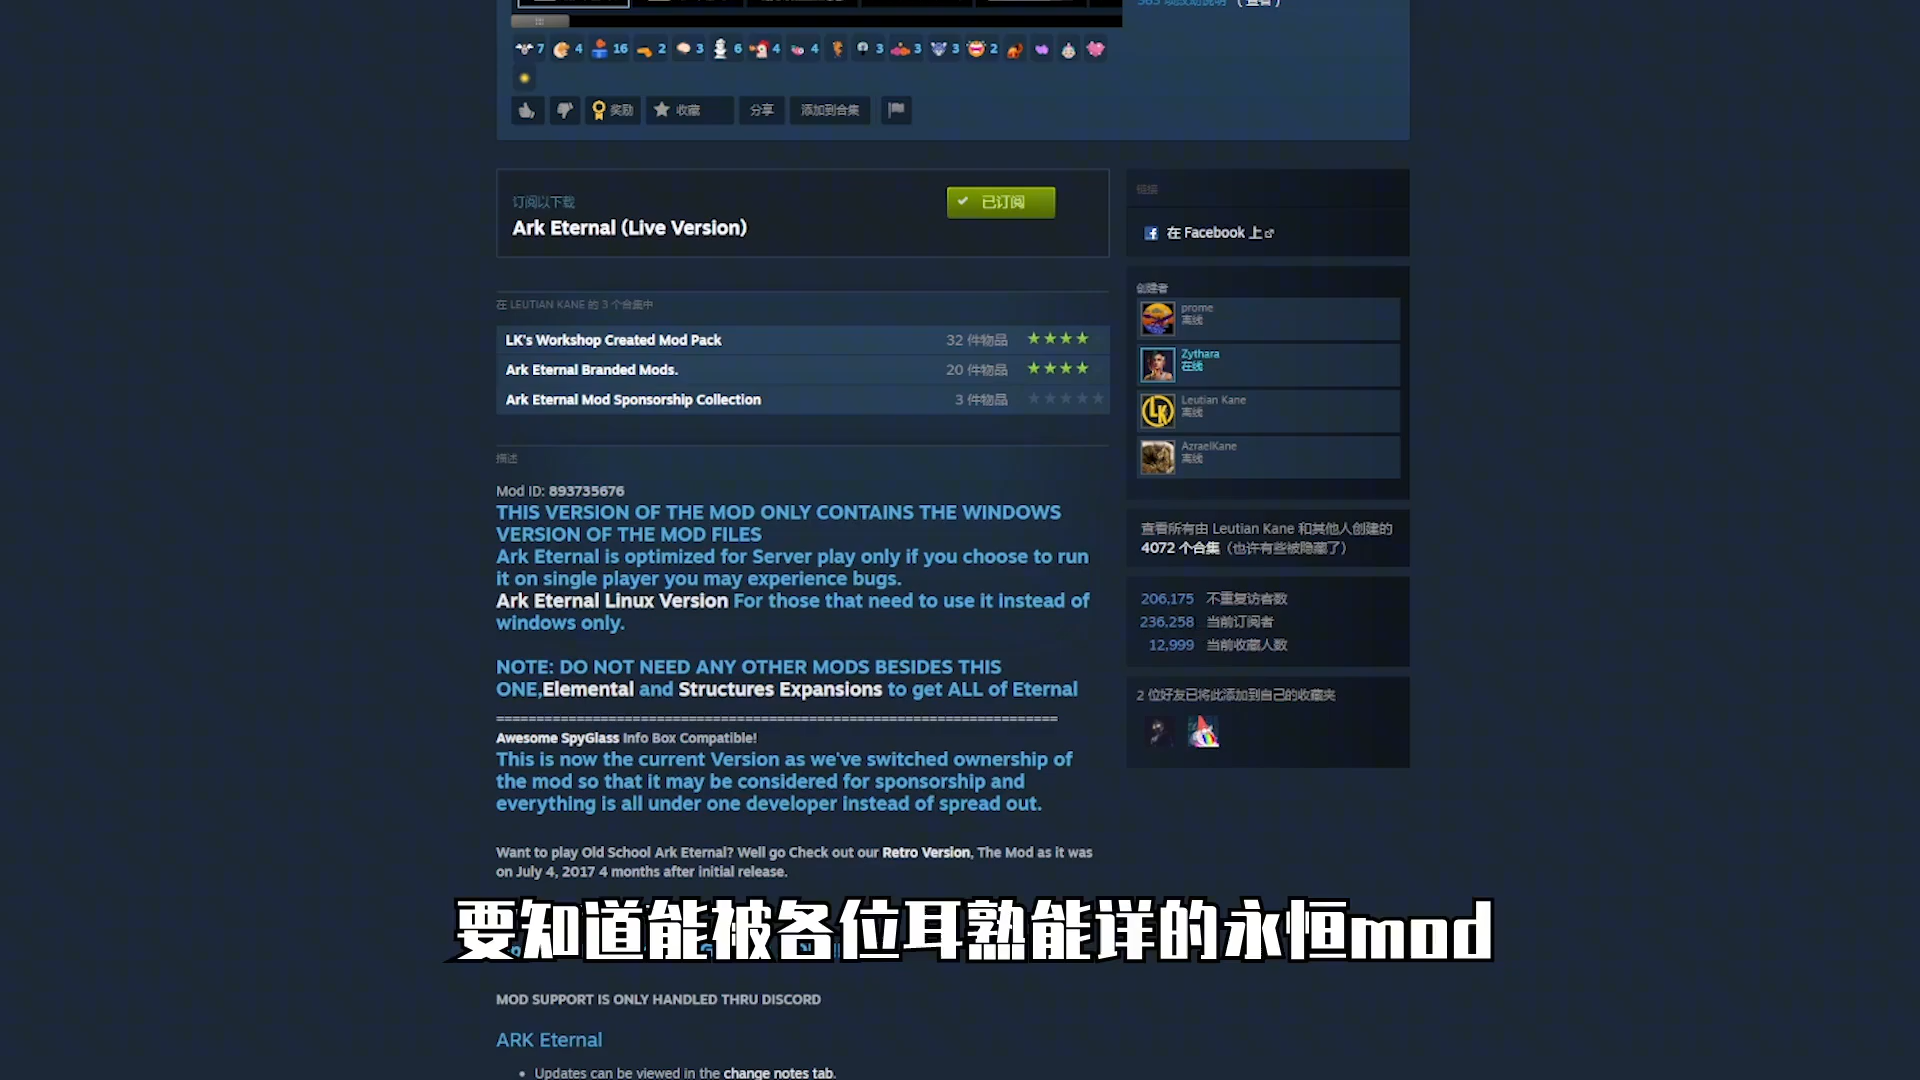 7 4 16 2 3 6 4 4 3 3 3 2
奖励 收藏 分享 添加到合集
订阅以下载
已订阅
Ark Eternal (Live Version)
在 LEUTIAN KANE 的 3 个合集中
LK's Workshop Created Mod Pack 32 件物品
Ark Eternal Branded Mods. 20 件物品
Ark Eternal Mod Sponsorship Collection 3 件物品
描述
Mod ID: 893735676
THIS VERSION OF THE MOD ONLY CONTAINS THE WINDOWS
VERSION OF THE MOD FILES
Ark Eternal is optimized for Server play only if you choose to run
it on single player you may experience bugs.
Ark Eternal Linux Version For those that need to use it instead of
windows only.
NOTE: DO NOT NEED ANY OTHER MODS BESIDES THIS
ONE,Elemental and Structures Expansions to get ALL of Eternal
======================================================================
Awesome SpyGlass Info Box Compatible!
This is now the current Version as we've switched ownership of
the mod so that it may be considered for sponsorship and
everything is all under one developer instead of spread out.
Want to play Old School Ark Eternal? Well go Check out our Retro Version, The Mod as it was
on July 4, 2017 4 months after initial release.
要知道能被各位耳熟能详的永恒mod
MOD SUPPORT IS ONLY HANDLED THRU DISCORD
ARK Eternal
• Updates can be viewed in the change notes tab.
链接
在 Facebook 上
创建者
prome
离线
Zythara
在线
Leutian Kane
离线
AzraelKane
离线
查看所有由 Leutian Kane 和其他人创建的
4072 个合集（也许有些被隐藏了）
206,175 不重复访客数
236,258 当前订阅者
12,999 当前收藏人数
2 位好友已将此添加到自己的收藏夹